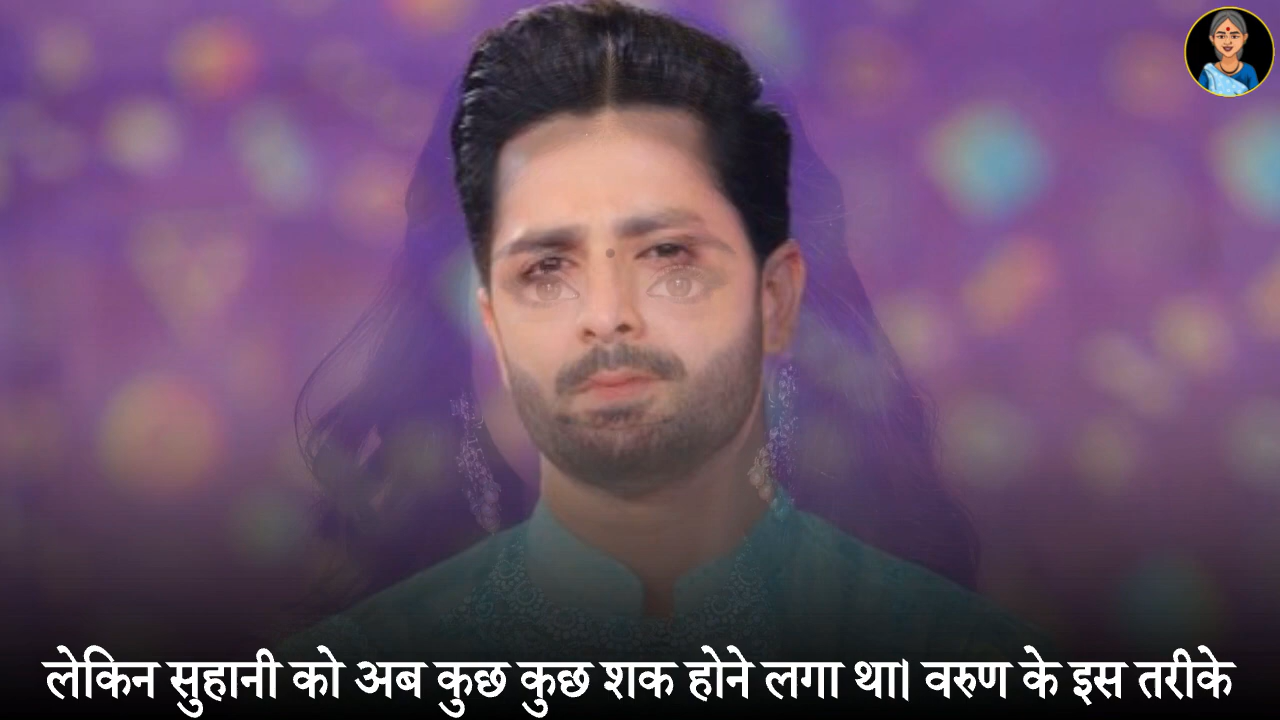 लेकिन सुहानी को अब कुछ कुछ शक होने लगा था। वरुण के इस तरीके